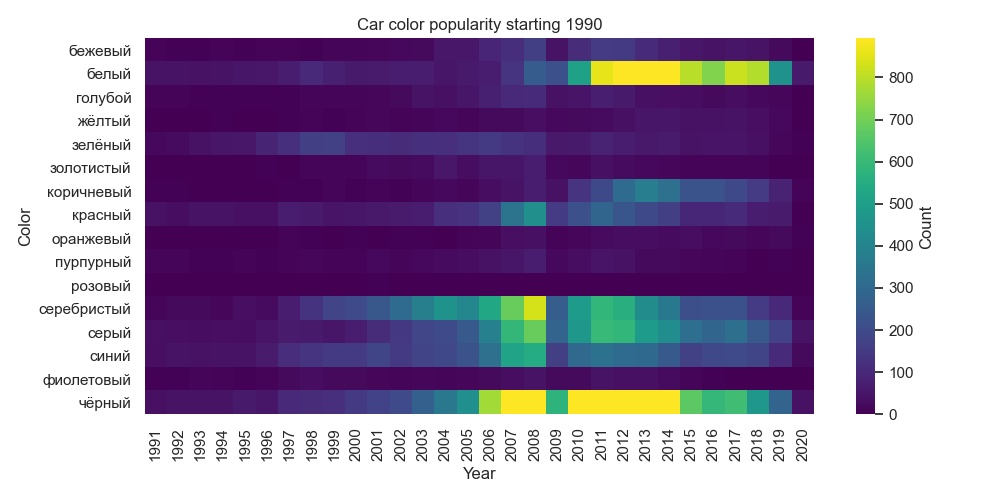 Car color popularity starting 1990
Color
бежевый
белый
голубой
жёлтый
зелёный
золотистый
коричневый
красный
оранжевый
пурпурный
розовый
серебристый
серый
синий
фиолетовый
чёрный
1991 1992 1993 1994 1995 1996 1997 1998 1999 2000 2001 2002 2003 2004 2005 2006 2007 2008 2009 2010 2011 2012 2013 2014 2015 2016 2017 2018 2019 2020
Year
800
700
600
500
400
300
200
100
0
Count